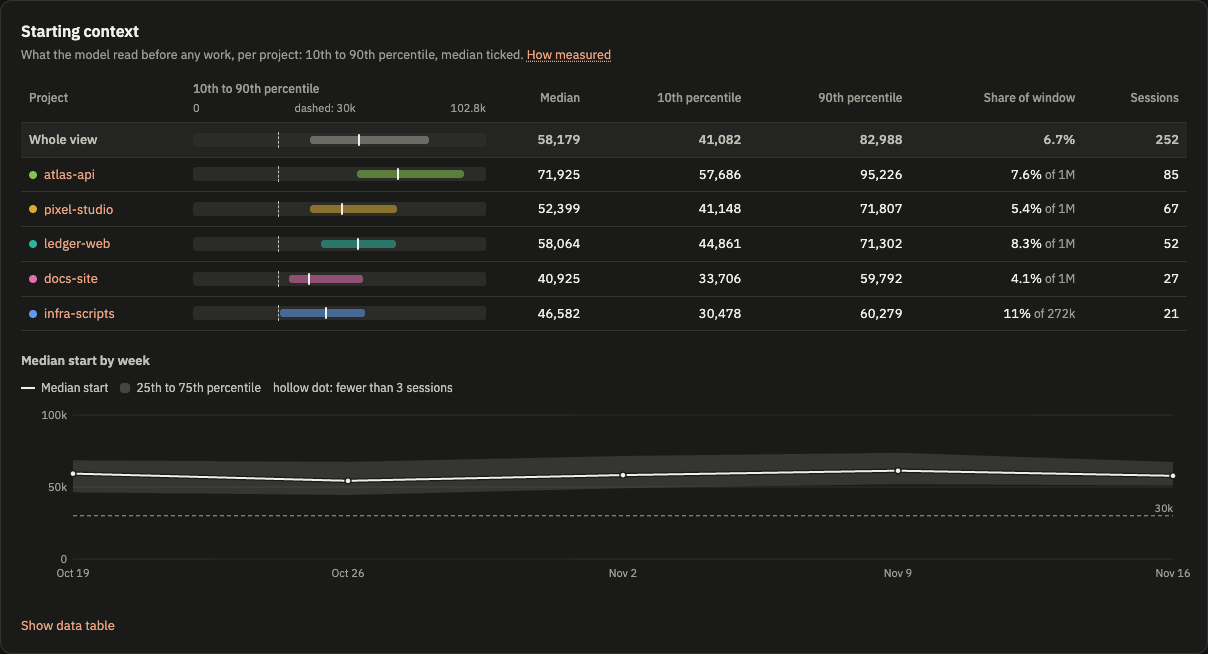 Starting context
What the model read before any work, per project: 10th to 90th percentile, median ticked. How measured
Project 10th to 90th percentile Median 10th percentile 90th percentile Share of window Sessions
0 dashed: 30k 102.8k
Whole view 58,179 41,082 82,988 6.7% 252
atlas-api 71,925 57,686 95,226 7.6% of 1M 85
pixel-studio 52,399 41,148 71,807 5.4% of 1M 67
ledger-web 58,064 44,861 71,302 8.3% of 1M 52
docs-site 40,925 33,706 59,792 4.1% of 1M 27
infra-scripts 46,582 30,478 60,279 11% of 272k 21
Median start by week
Median start 25th to 75th percentile hollow dot: fewer than 3 sessions
100k
50k
30k
0
Oct 19 Oct 26 Nov 2 Nov 9 Nov 16
Show data table